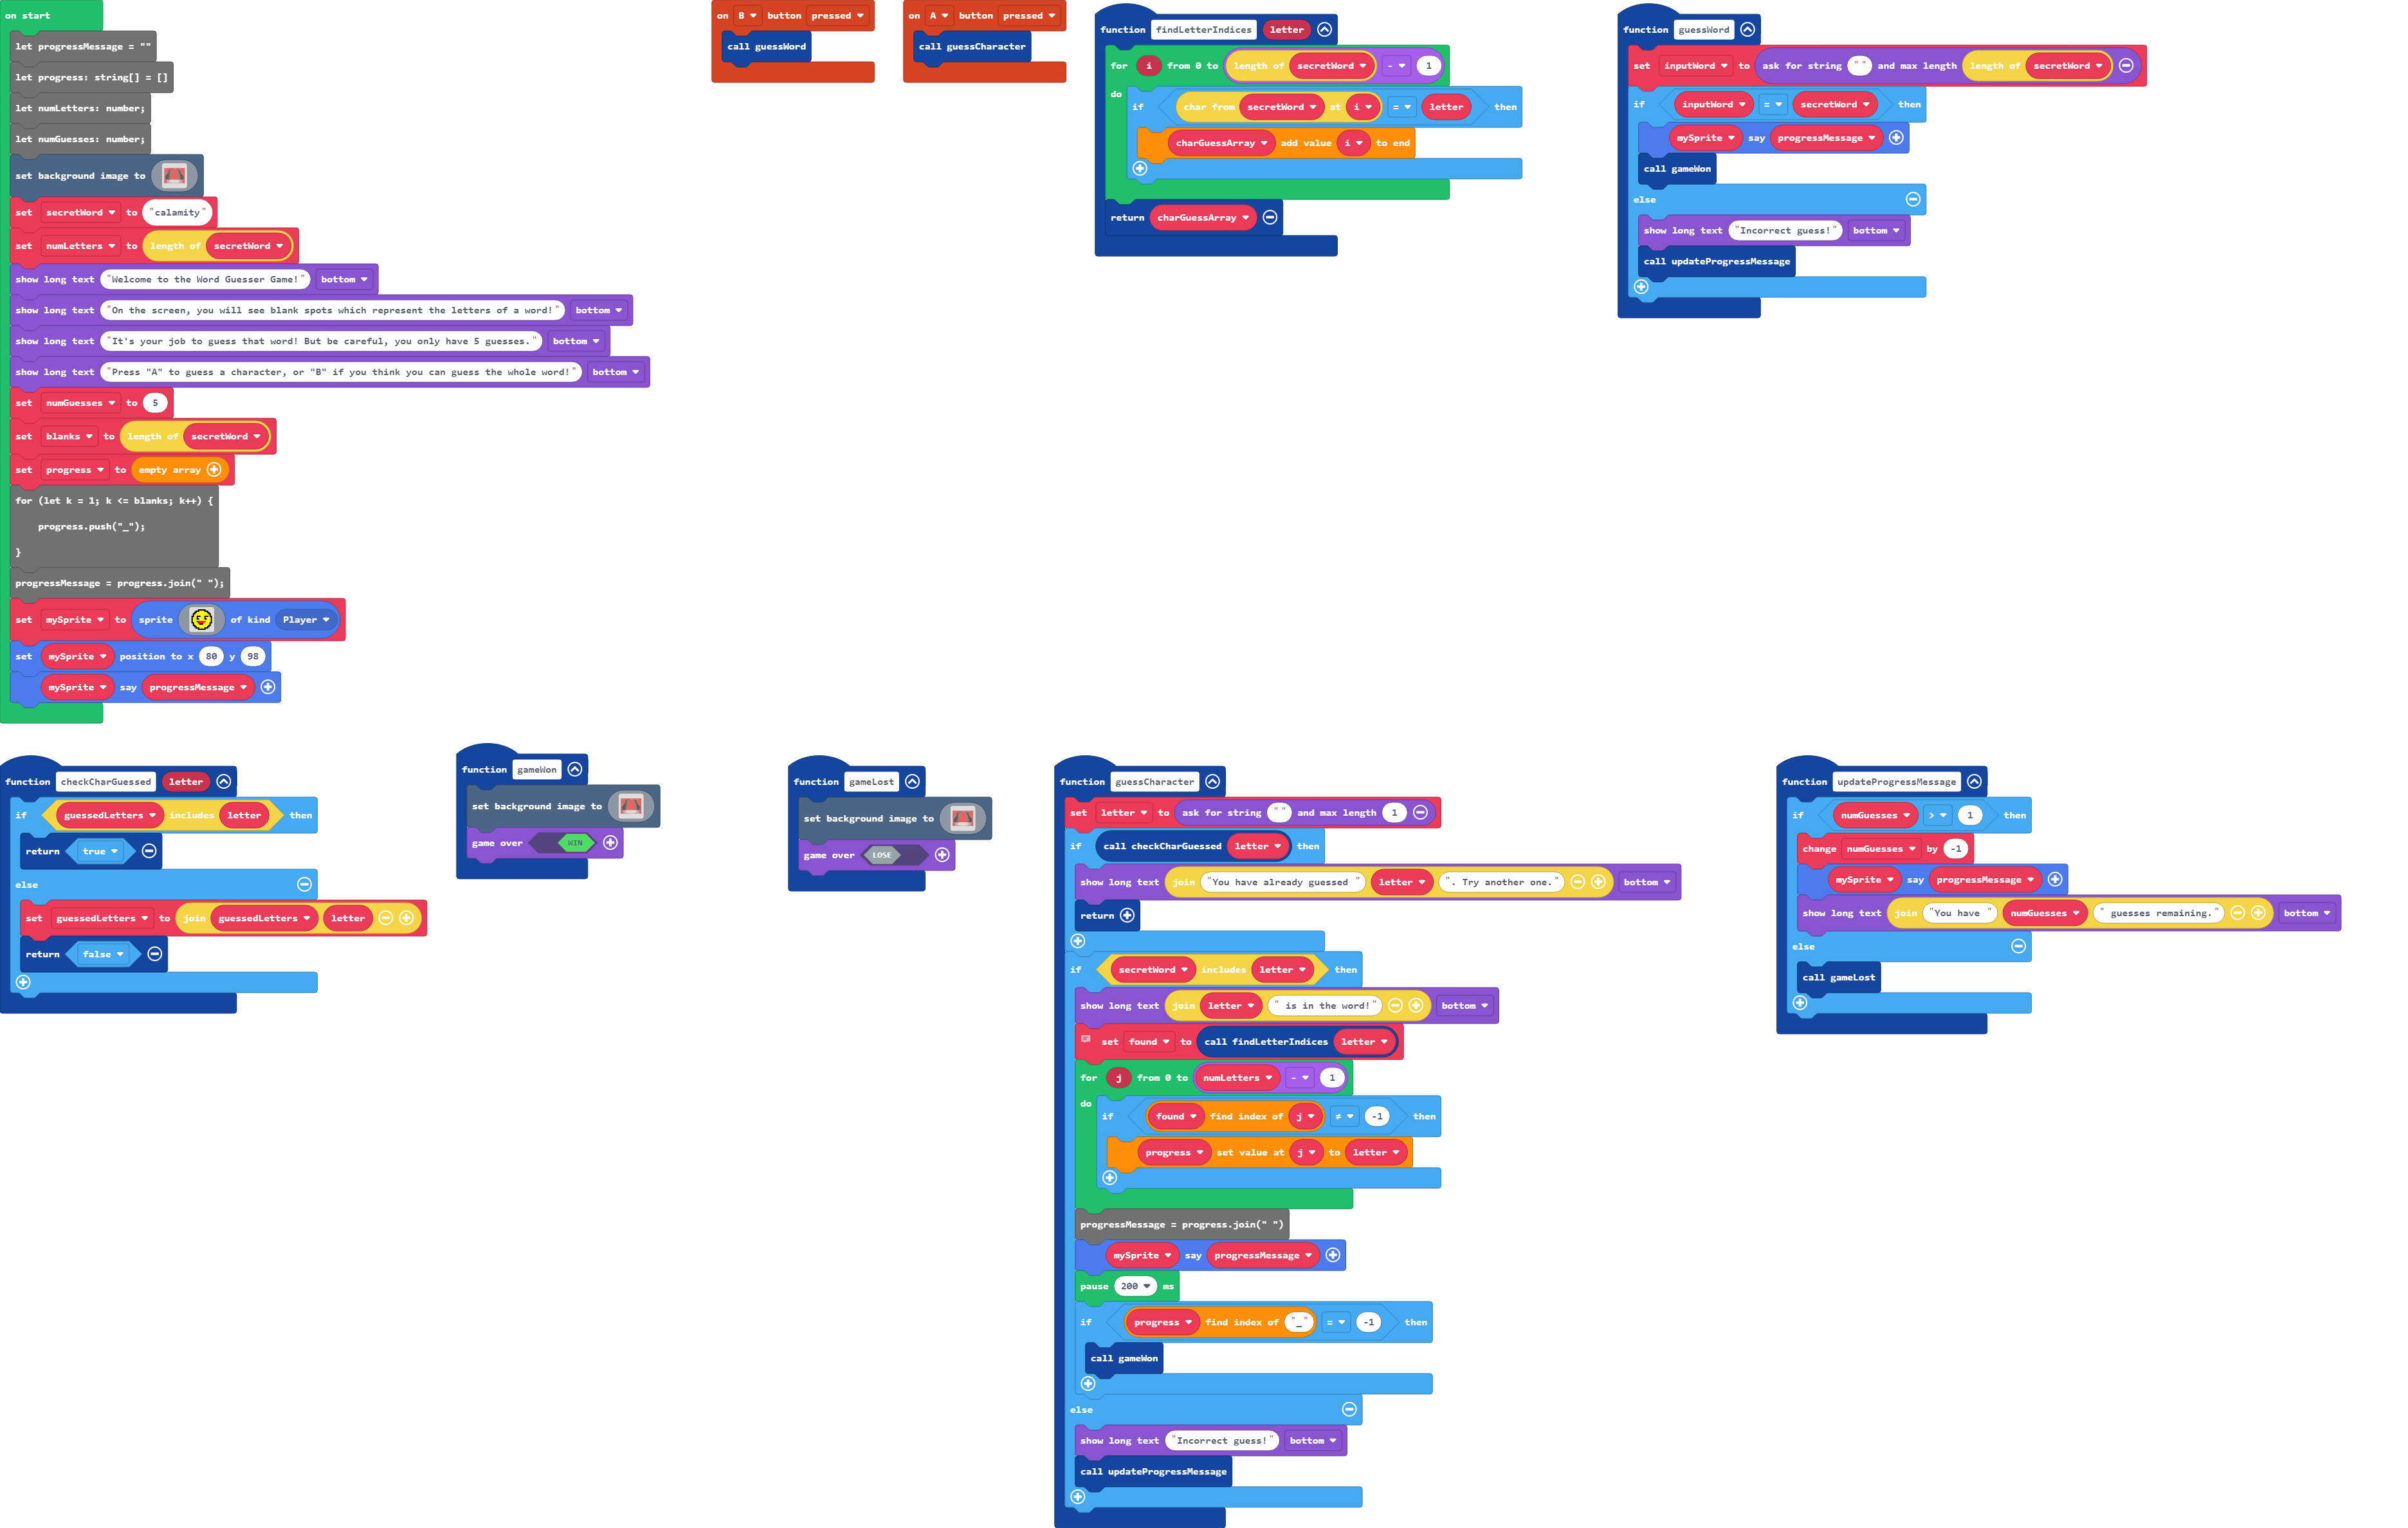 on start
let progressMessage = ""
let progress: string[] = []
let numLetters: number;
let numGuesses: number;
set background image to
set secretWord to "calamity"
set numLetters to length of secretWord
show long text "Welcome to the Word Guesser Game!" bottom
show long text "On the screen, you will see blank spots which represent the letters of a word!" bottom
show long text "It's your job to guess that word! But be careful, you only have 5 guesses." bottom
show long text "Press "A" to guess a character, or "B" if you think you can guess the whole word!" bottom
set numGuesses to 5
set blanks to length of secretWord
set progress to empty array
for (let k = 1; k <= blanks; k++) {
progress.push("_");
}
progressMessage = progress.join(" ");
set mySprite to sprite of kind Player
set mySprite position to x 80 y 98
mySprite say progressMessage
on B button pressed
call guessWord
on A button pressed
call guessCharacter
function findLetterIndices letter
for i from 0 to length of secretWord - 1
do
if char from secretWord at i = letter then
charGuessArray add value i to end
return charGuessArray
function guessWord
set inputWord to ask for string "" and max length length of secretWord
if inputWord = secretWord then
mySprite say progressMessage
call gameWon
else
show long text "Incorrect guess!" bottom
call updateProgressMessage
function checkCharGuessed letter
if guessedLetters includes letter then
return true
else
set guessedLetters to join guessedLetters letter
return false
function gameWon
set background image to
game over WIN
function gameLost
set background image to
game over LOSE
function guessCharacter
set letter to ask for string "" and max length 1
if call checkCharGuessed letter then
show long text join "You have already guessed " letter ". Try another one." bottom
return
if secretWord includes letter then
show long text join letter " is in the word!" bottom
set found to call findLetterIndices letter
for j from 0 to numLetters - 1
do
if found find index of j ≠ -1 then
progress set value at j to letter
progressMessage = progress.join(" ")
mySprite say progressMessage
pause 200 ms
if progress find index of "_" = -1 then
call gameWon
else
show long text "Incorrect guess!" bottom
call updateProgressMessage
function updateProgressMessage
if numGuesses > 1 then
change numGuesses by -1
mySprite say progressMessage
show long text join "You have " numGuesses " guesses remaining." bottom
else
call gameLost